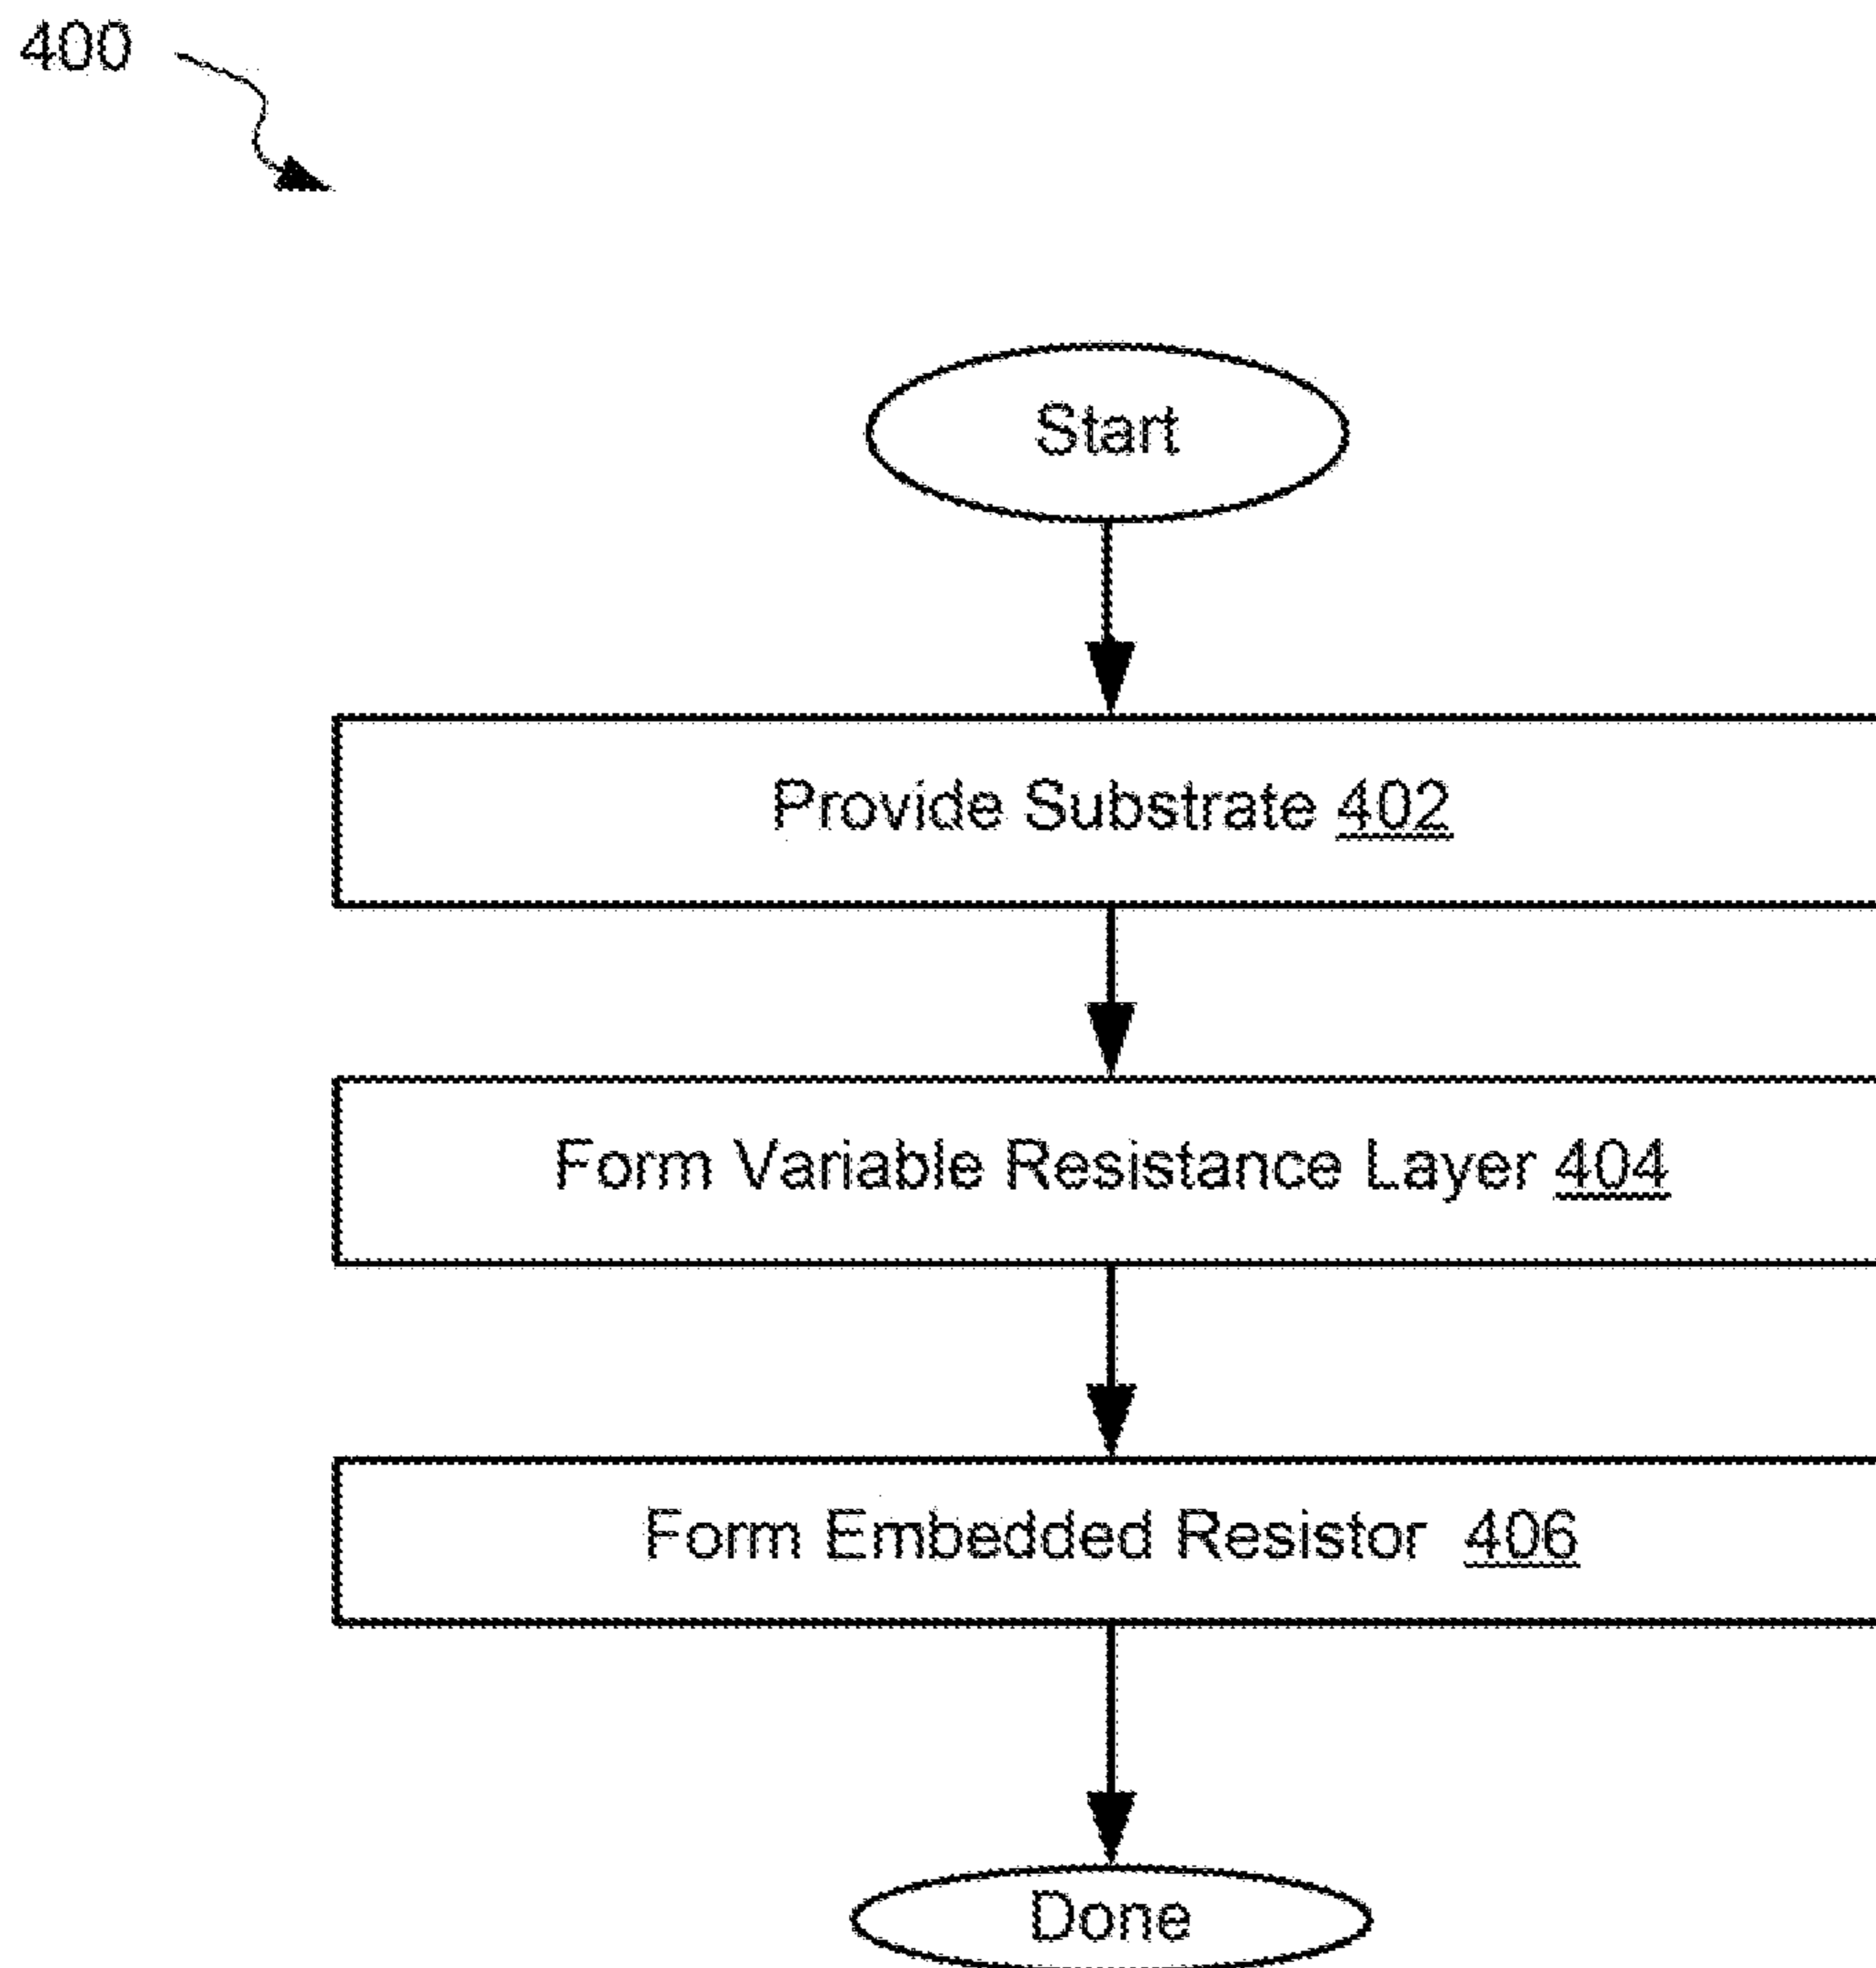 400
Start
Provide Substrate 402
Form Variable Resistance Layer 404
Form Embedded Resistor 406
Done